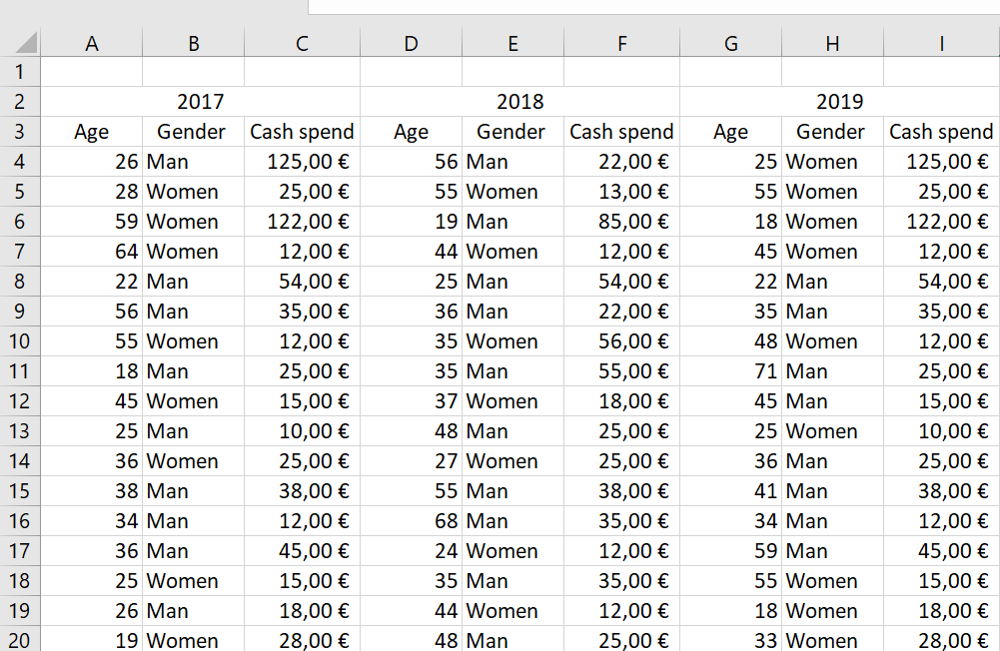 A B C D E F G H I
1
2 2017 2018 2019
3 Age Gender Cash spend Age Gender Cash spend Age Gender Cash spend
4 26 Man 125,00 € 56 Man 22,00 € 25 Women 125,00 €
5 28 Women 25,00 € 55 Women 13,00 € 55 Women 25,00 €
6 59 Women 122,00 € 19 Man 85,00 € 18 Women 122,00 €
7 64 Women 12,00 € 44 Women 12,00 € 45 Women 12,00 €
8 22 Man 54,00 € 25 Man 54,00 € 22 Man 54,00 €
9 56 Man 35,00 € 36 Man 22,00 € 35 Man 35,00 €
10 55 Women 12,00 € 35 Women 56,00 € 48 Women 12,00 €
11 18 Man 25,00 € 35 Man 55,00 € 71 Man 25,00 €
12 45 Women 15,00 € 37 Women 18,00 € 45 Man 15,00 €
13 25 Man 10,00 € 48 Man 25,00 € 25 Women 10,00 €
14 36 Women 25,00 € 27 Women 25,00 € 36 Man 25,00 €
15 38 Man 38,00 € 55 Man 38,00 € 41 Man 38,00 €
16 34 Man 12,00 € 68 Man 35,00 € 34 Man 12,00 €
17 36 Man 45,00 € 24 Women 12,00 € 59 Man 45,00 €
18 25 Women 15,00 € 35 Man 35,00 € 55 Women 15,00 €
19 26 Man 18,00 € 44 Women 12,00 € 18 Women 18,00 €
20 19 Women 28,00 € 48 Man 25,00 € 33 Women 28,00 €